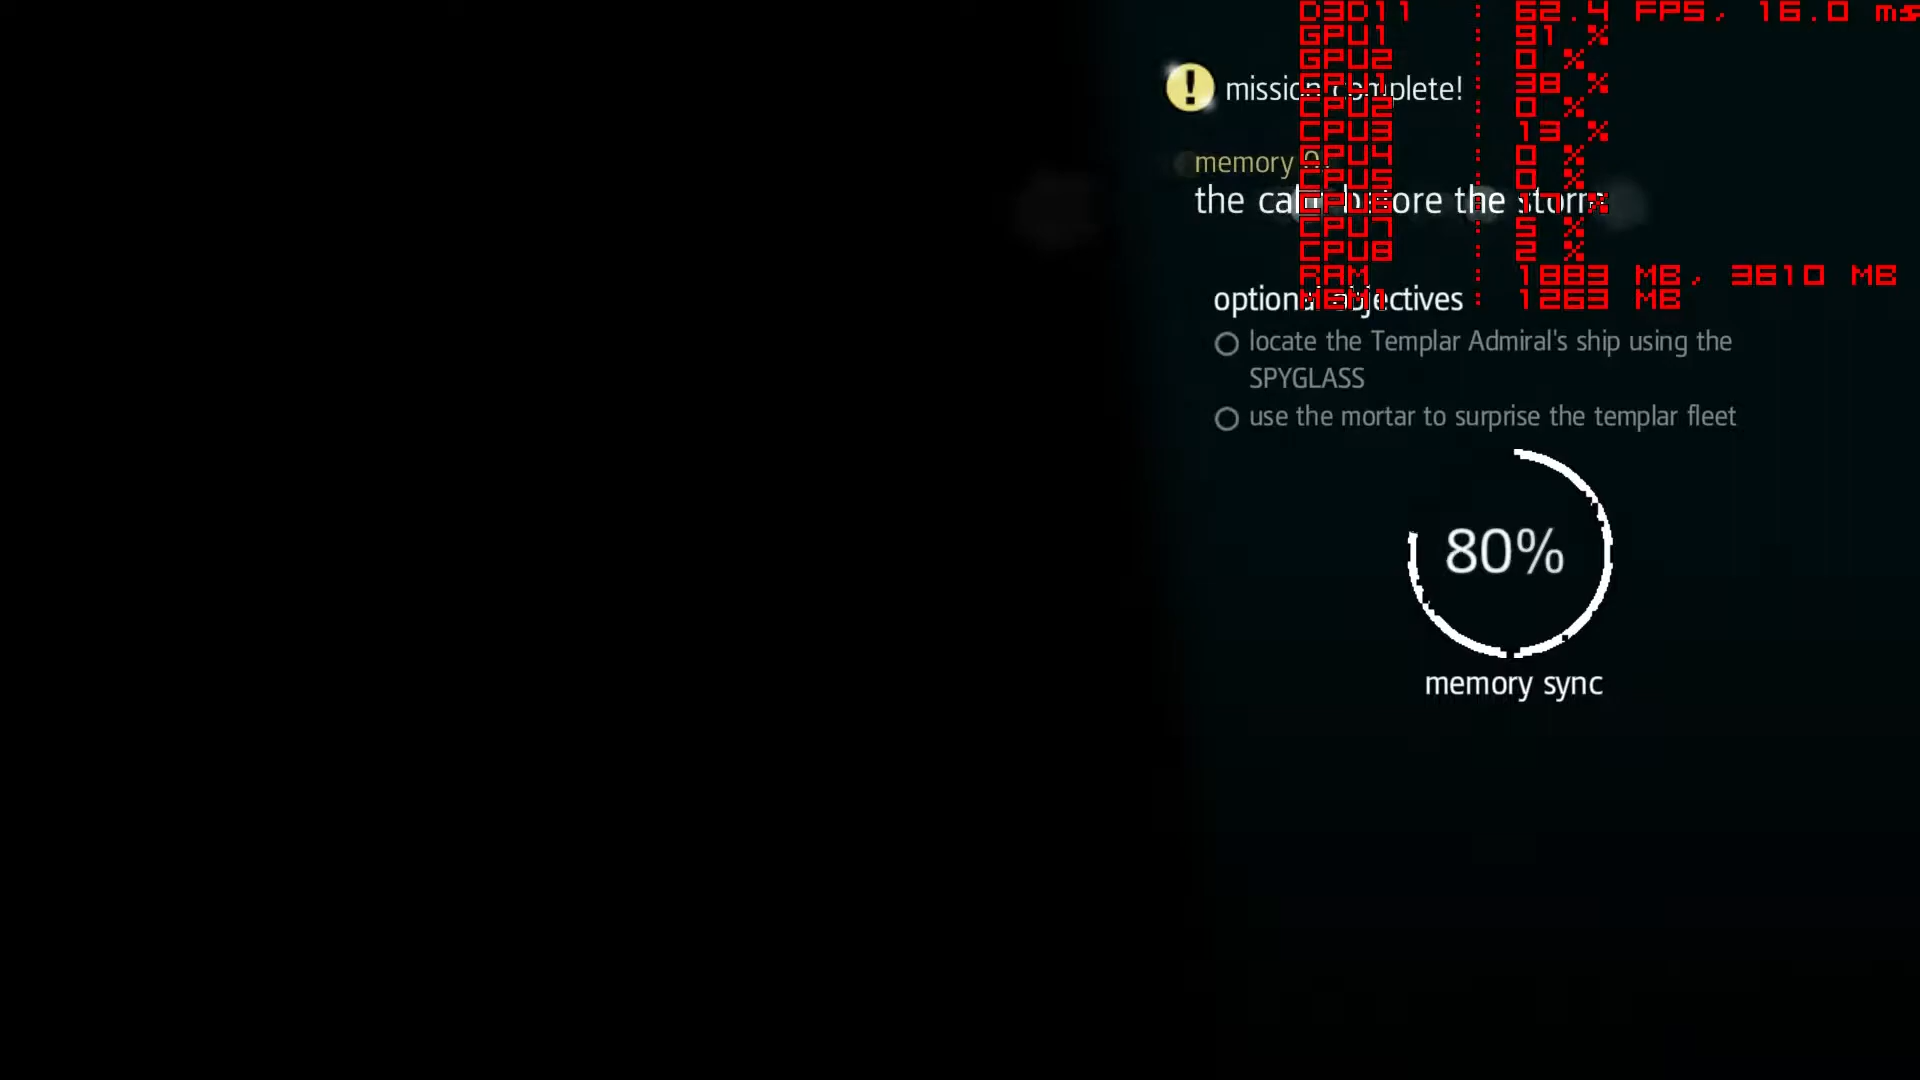 D3D11 : 62.4 FPS, 16.0 ms
GPU1 : 91 %
GPU2 : 0 %
mission complete!
CPU1 : 38 %
CPU2 : 0 %
CPU3 : 13 %
memory
CPU4 : 0 %
CPU5 : 0 %
the calm before the storm
CPU6 : %
CPU7 : 5 %
CPU8 : 2 %
RAM : 1883 MB, 3610 MB
optional objectives
MEM1 : 1263 MB
locate the Templar Admiral's ship using the
SPYGLASS
use the mortar to surprise the templar fleet
80%
memory sync